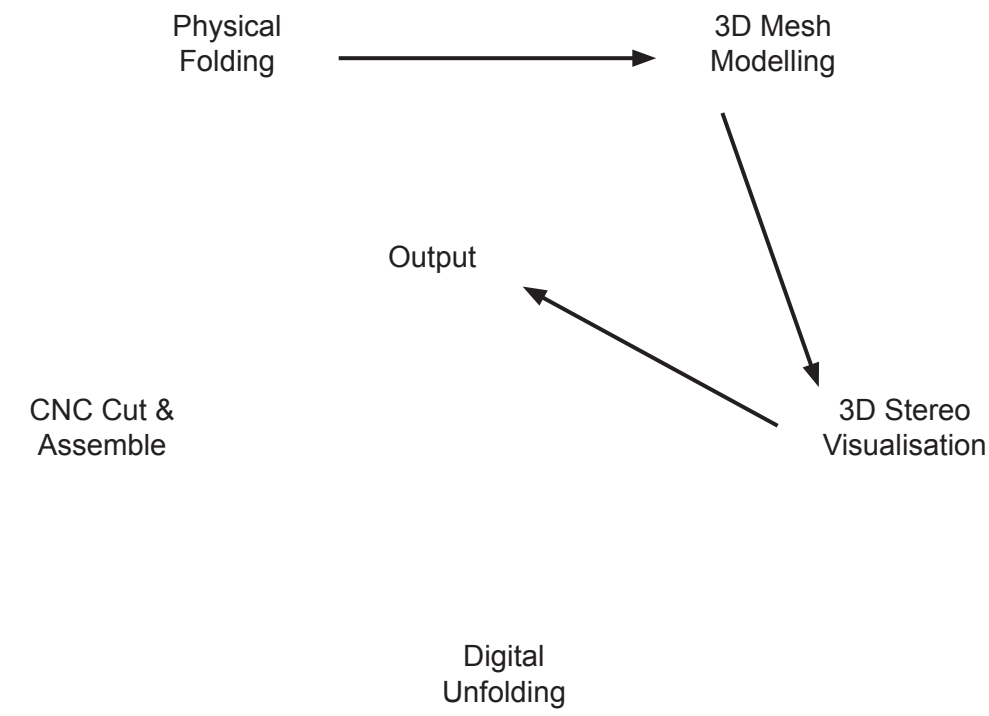 Physical
Folding
3D Mesh
Modelling
Output
CNC Cut &
Assemble
3D Stereo
Visualisation
Digital
Unfolding